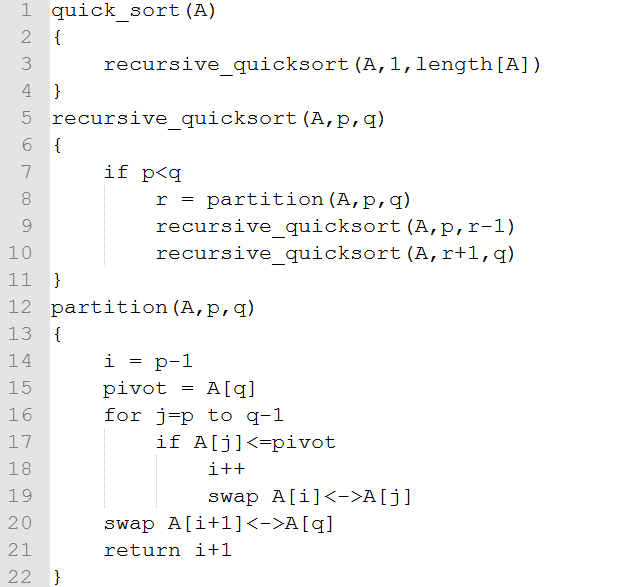 1 quick_sort(A)
2 {
3     recursive_quicksort(A,1,length[A])
4 }
5 recursive_quicksort(A,p,q)
6 {
7     if p<q
8         r = partition(A,p,q)
9         recursive_quicksort(A,p,r-1)
10         recursive_quicksort(A,r+1,q)
11 }
12 partition(A,p,q)
13 {
14     i = p-1
15     pivot = A[q]
16     for j=p to q-1
17         if A[j]<=pivot
18             i++
19             swap A[i]<->A[j]
20     swap A[i+1]<->A[q]
21     return i+1
22 }